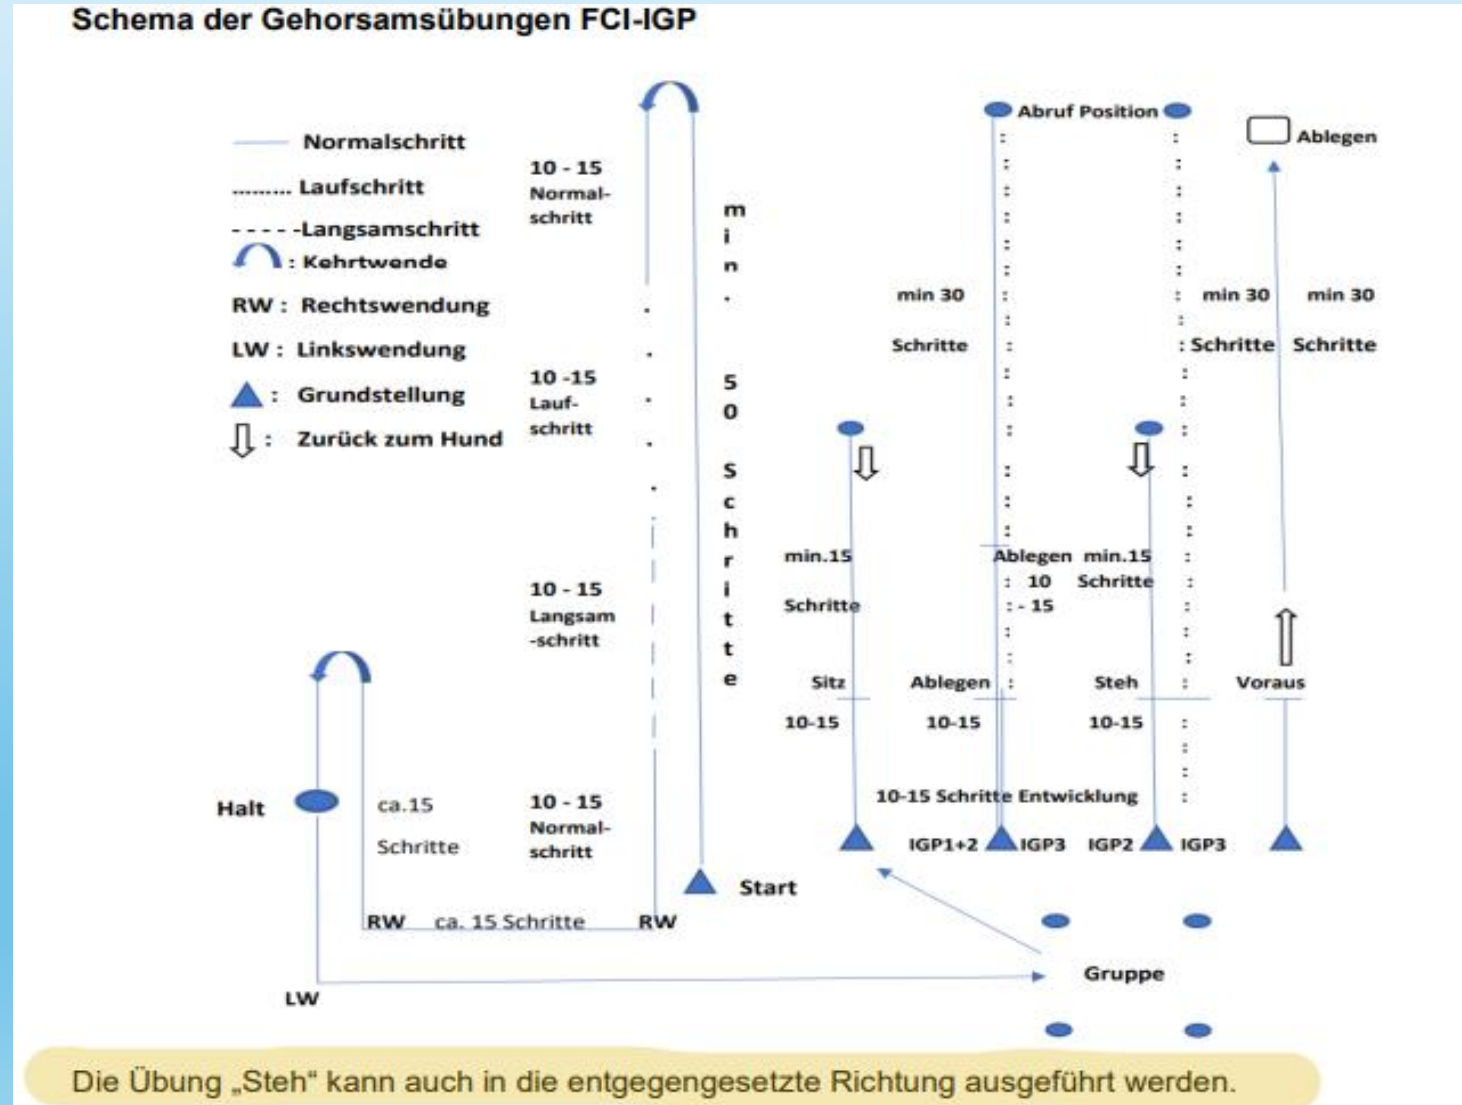 Schema der Gehorsamsübungen FCI-IGP
Normalschritt
......... Laufschritt
- - - - -Langsamschritt
: Kehrtwende
RW : Rechtswendung
LW : Linkswendung
: Grundstellung
: Zurück zum Hund
10 - 15
Normal-
schritt
10 -15
Lauf-
schritt
10 - 15
Langsam
-schritt
10 - 15
Normal-
schritt
min. 50 Schritte
Start
RW ca. 15 Schritte RW
ca.15
Schritte
Halt
LW
Gruppe
min.15
Schritte
Sitz
10-15
Abruf Position
min 30
Schritte
Ablegen
10
- 15
Ablegen
10-15
10-15 Schritte Entwicklung
IGP1+2 IGP3
min.15
Schritte
Steh
10-15
IGP2 IGP3
min 30
Schritte
Ablegen
min 30
Schritte
Voraus
Die Übung „Steh“ kann auch in die entgegengesetzte Richtung ausgeführt werden.